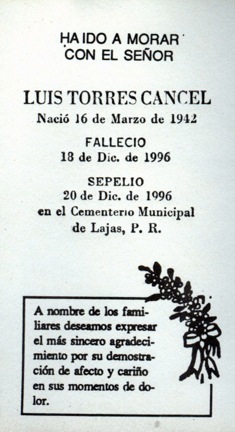 HA IDO A MORAR
CON EL SEÑOR
LUIS TORRES CANCEL
Nació 16 de Marzo de 1942
FALLECIO
18 de Dic. de 1996
SEPELIO
20 de Dic. de 1996
en el Cementerio Municipal
de Lajas, P. R.
A nombre de los fami-
liares deseamos expresar
el más sincero agradeci-
miento por su demostra-
ción de afecto y cariño
en sus momentos de do-
lor.